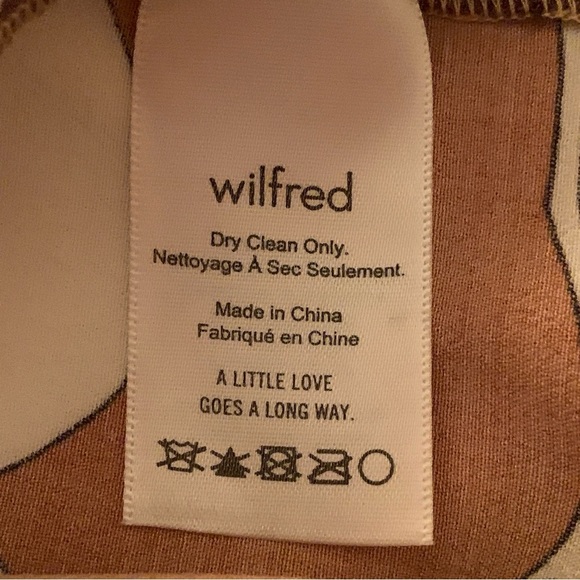 wilfred
Dry Clean Only.
Nettoyage À Sec Seulement.
Made in China
Fabriqué en Chine
A LITTLE LOVE
GOES A LONG WAY.